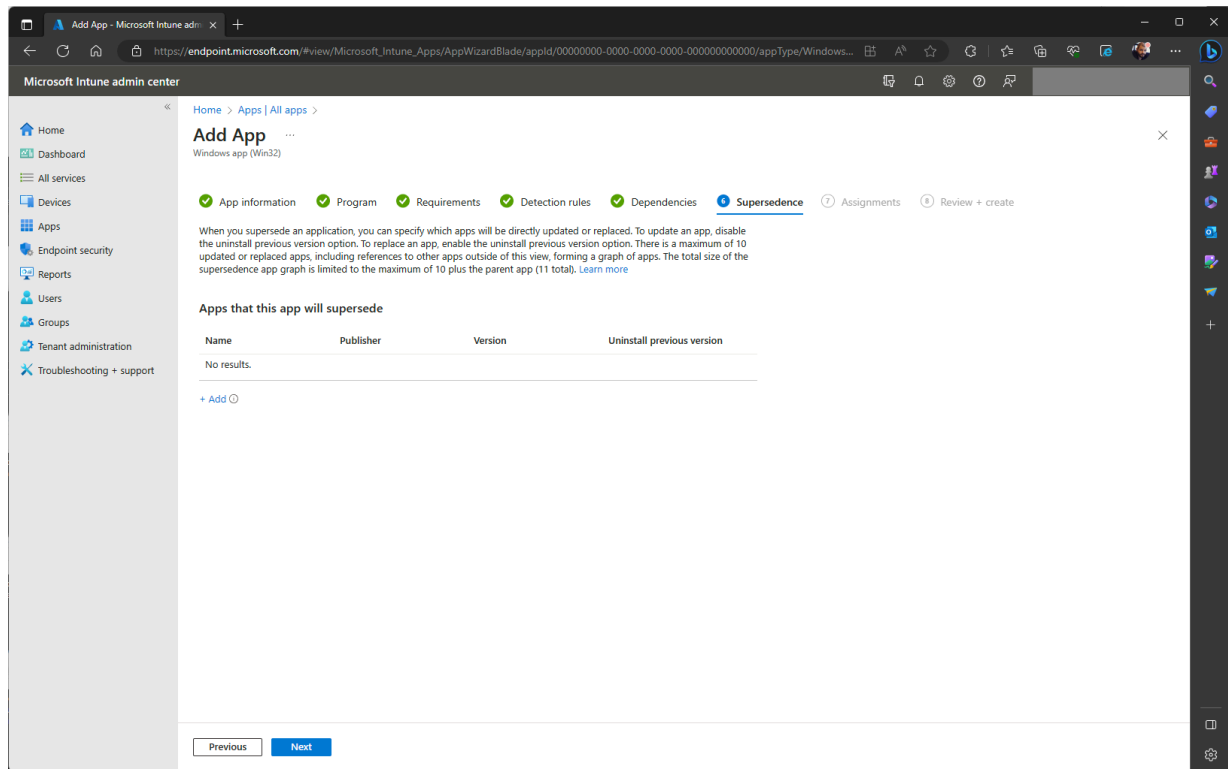 Add App - Microsoft Intune adm
https://endpoint.microsoft.com/#view/Microsoft_Intune_Apps/AppWizardBlade/appId/00000000-0000-0000-0000-000000000000/appType/Windows...
Microsoft Intune admin center
Home
Dashboard
All services
Devices
Apps
Endpoint security
Reports
Users
Groups
Tenant administration
Troubleshooting + support
Home > Apps | All apps >
Add App ...
Windows app (Win32)
App information Program Requirements Detection rules Dependencies 6 Supersedence 7 Assignments 8 Review + create
When you supersede an application, you can specify which apps will be directly updated or replaced. To update an app, disable
the uninstall previous version option. To replace an app, enable the uninstall previous version option. There is a maximum of 10
updated or replaced apps, including references to other apps outside of this view, forming a graph of apps. The total size of the
supersedence app graph is limited to the maximum of 10 plus the parent app (11 total). Learn more
Apps that this app will supersede
Name Publisher Version Uninstall previous version
No results.
+ Add
Previous Next